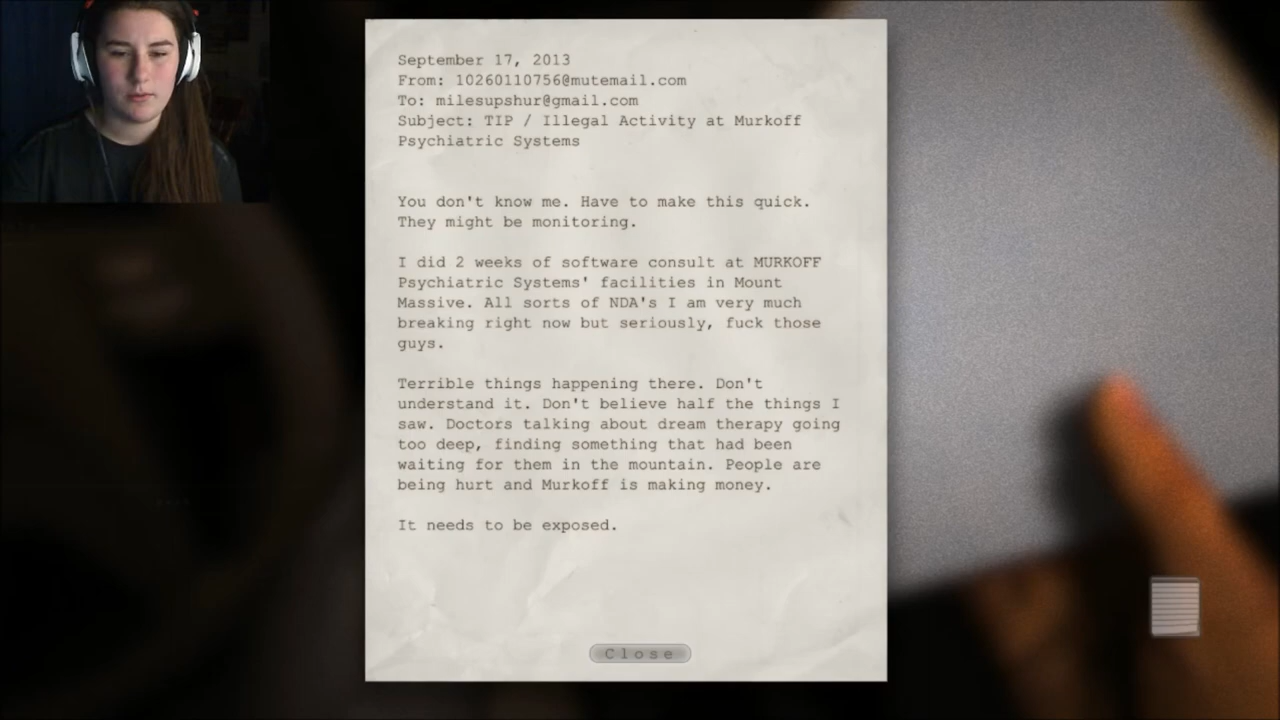 September 17, 2013
From: 10260110756@mutemail.com
To: milesupshur@gmail.com
Subject: TIP / Illegal Activity at Murkoff
Psychiatric Systems
You don't know me. Have to make this quick.
They might be monitoring.
I did 2 weeks of software consult at MURKOFF
Psychiatric Systems' facilities in Mount
Massive. All sorts of NDA's I am very much
breaking right now but seriously, fuck those
guys.
Terrible things happening there. Don't
understand it. Don't believe half the things I
saw. Doctors talking about dream therapy going
too deep, finding something that had been
waiting for them in the mountain. People are
being hurt and Murkoff is making money.
It needs to be exposed.
Close